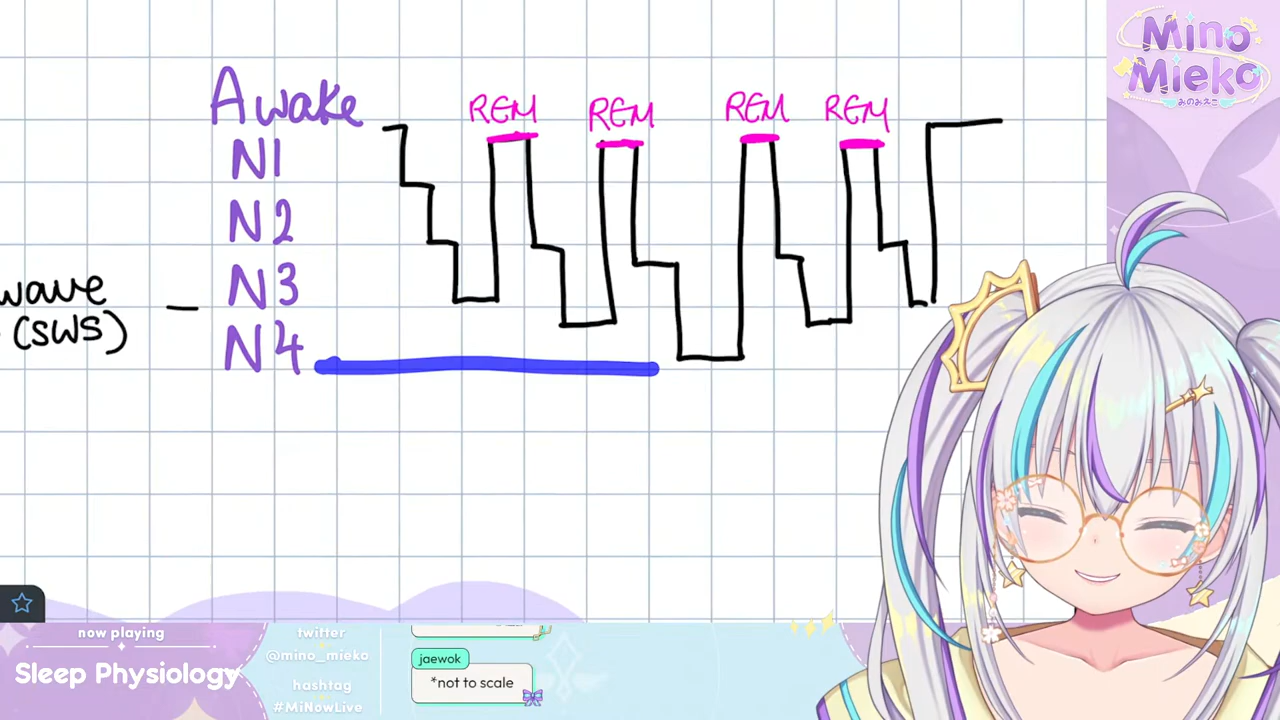 Mino
Mieko
みのみえこ
REM REM REM REM
Awake
N1
N2
N3
N4
wave
(SWS)
now playing
Sleep Physiology
twitter
@mino_mieko
hashtag
#MiNowLive
jaewok
*not to scale